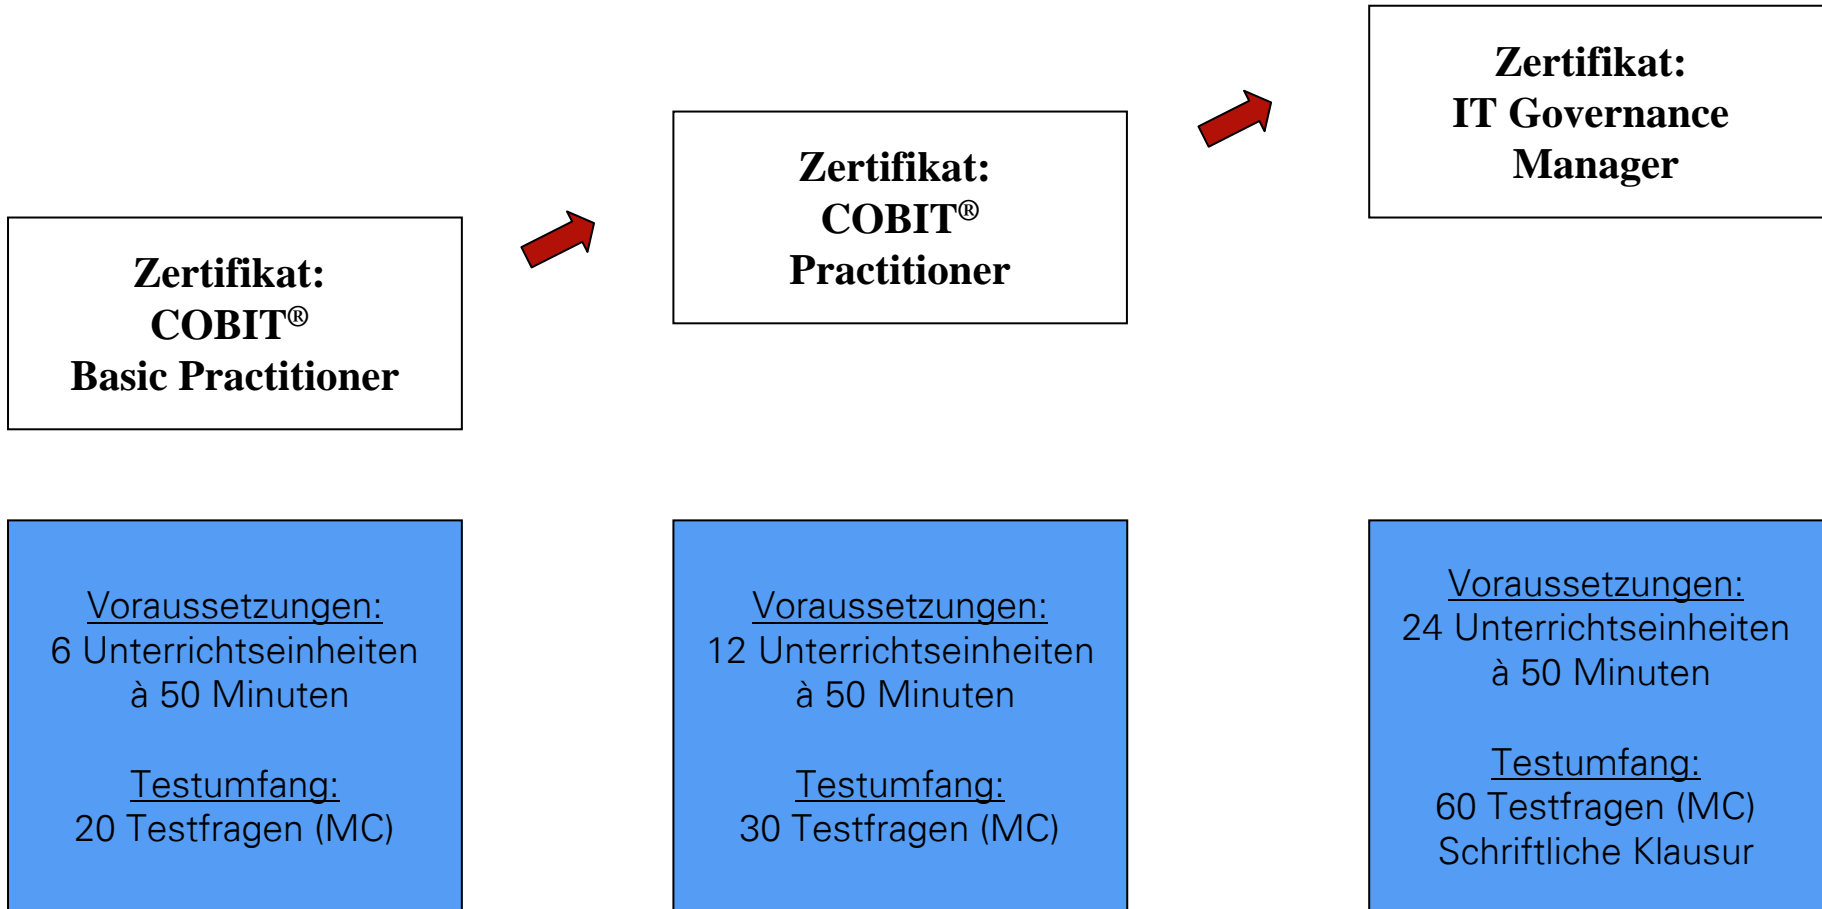 Zertifikat:
COBIT®
Basic Practitioner
Zertifikat:
COBIT®
Practitioner
Zertifikat:
IT Governance
Manager
Voraussetzungen:
6 Unterrichtseinheiten
à 50 Minuten
Testumfang:
20 Testfragen (MC)
Voraussetzungen:
12 Unterrichtseinheiten
à 50 Minuten
Testumfang:
30 Testfragen (MC)
Voraussetzungen:
24 Unterrichtseinheiten
à 50 Minuten
Testumfang:
60 Testfragen (MC)
Schriftliche Klausur